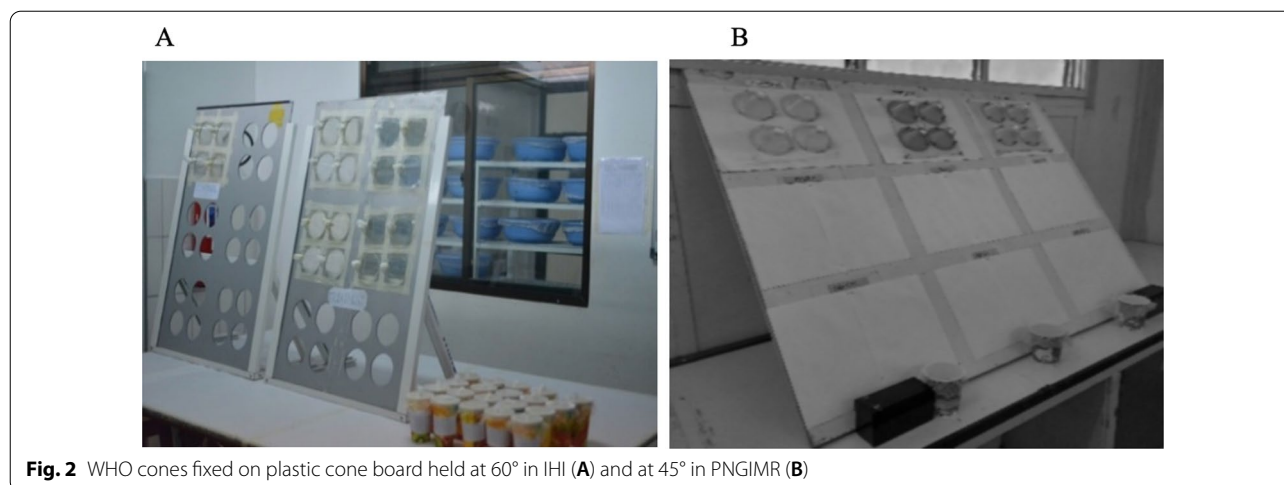 A
B
Fig. 2 WHO cones fixed on plastic cone board held at 60° in IHI (A) and at 45° in PNGIMR (B)